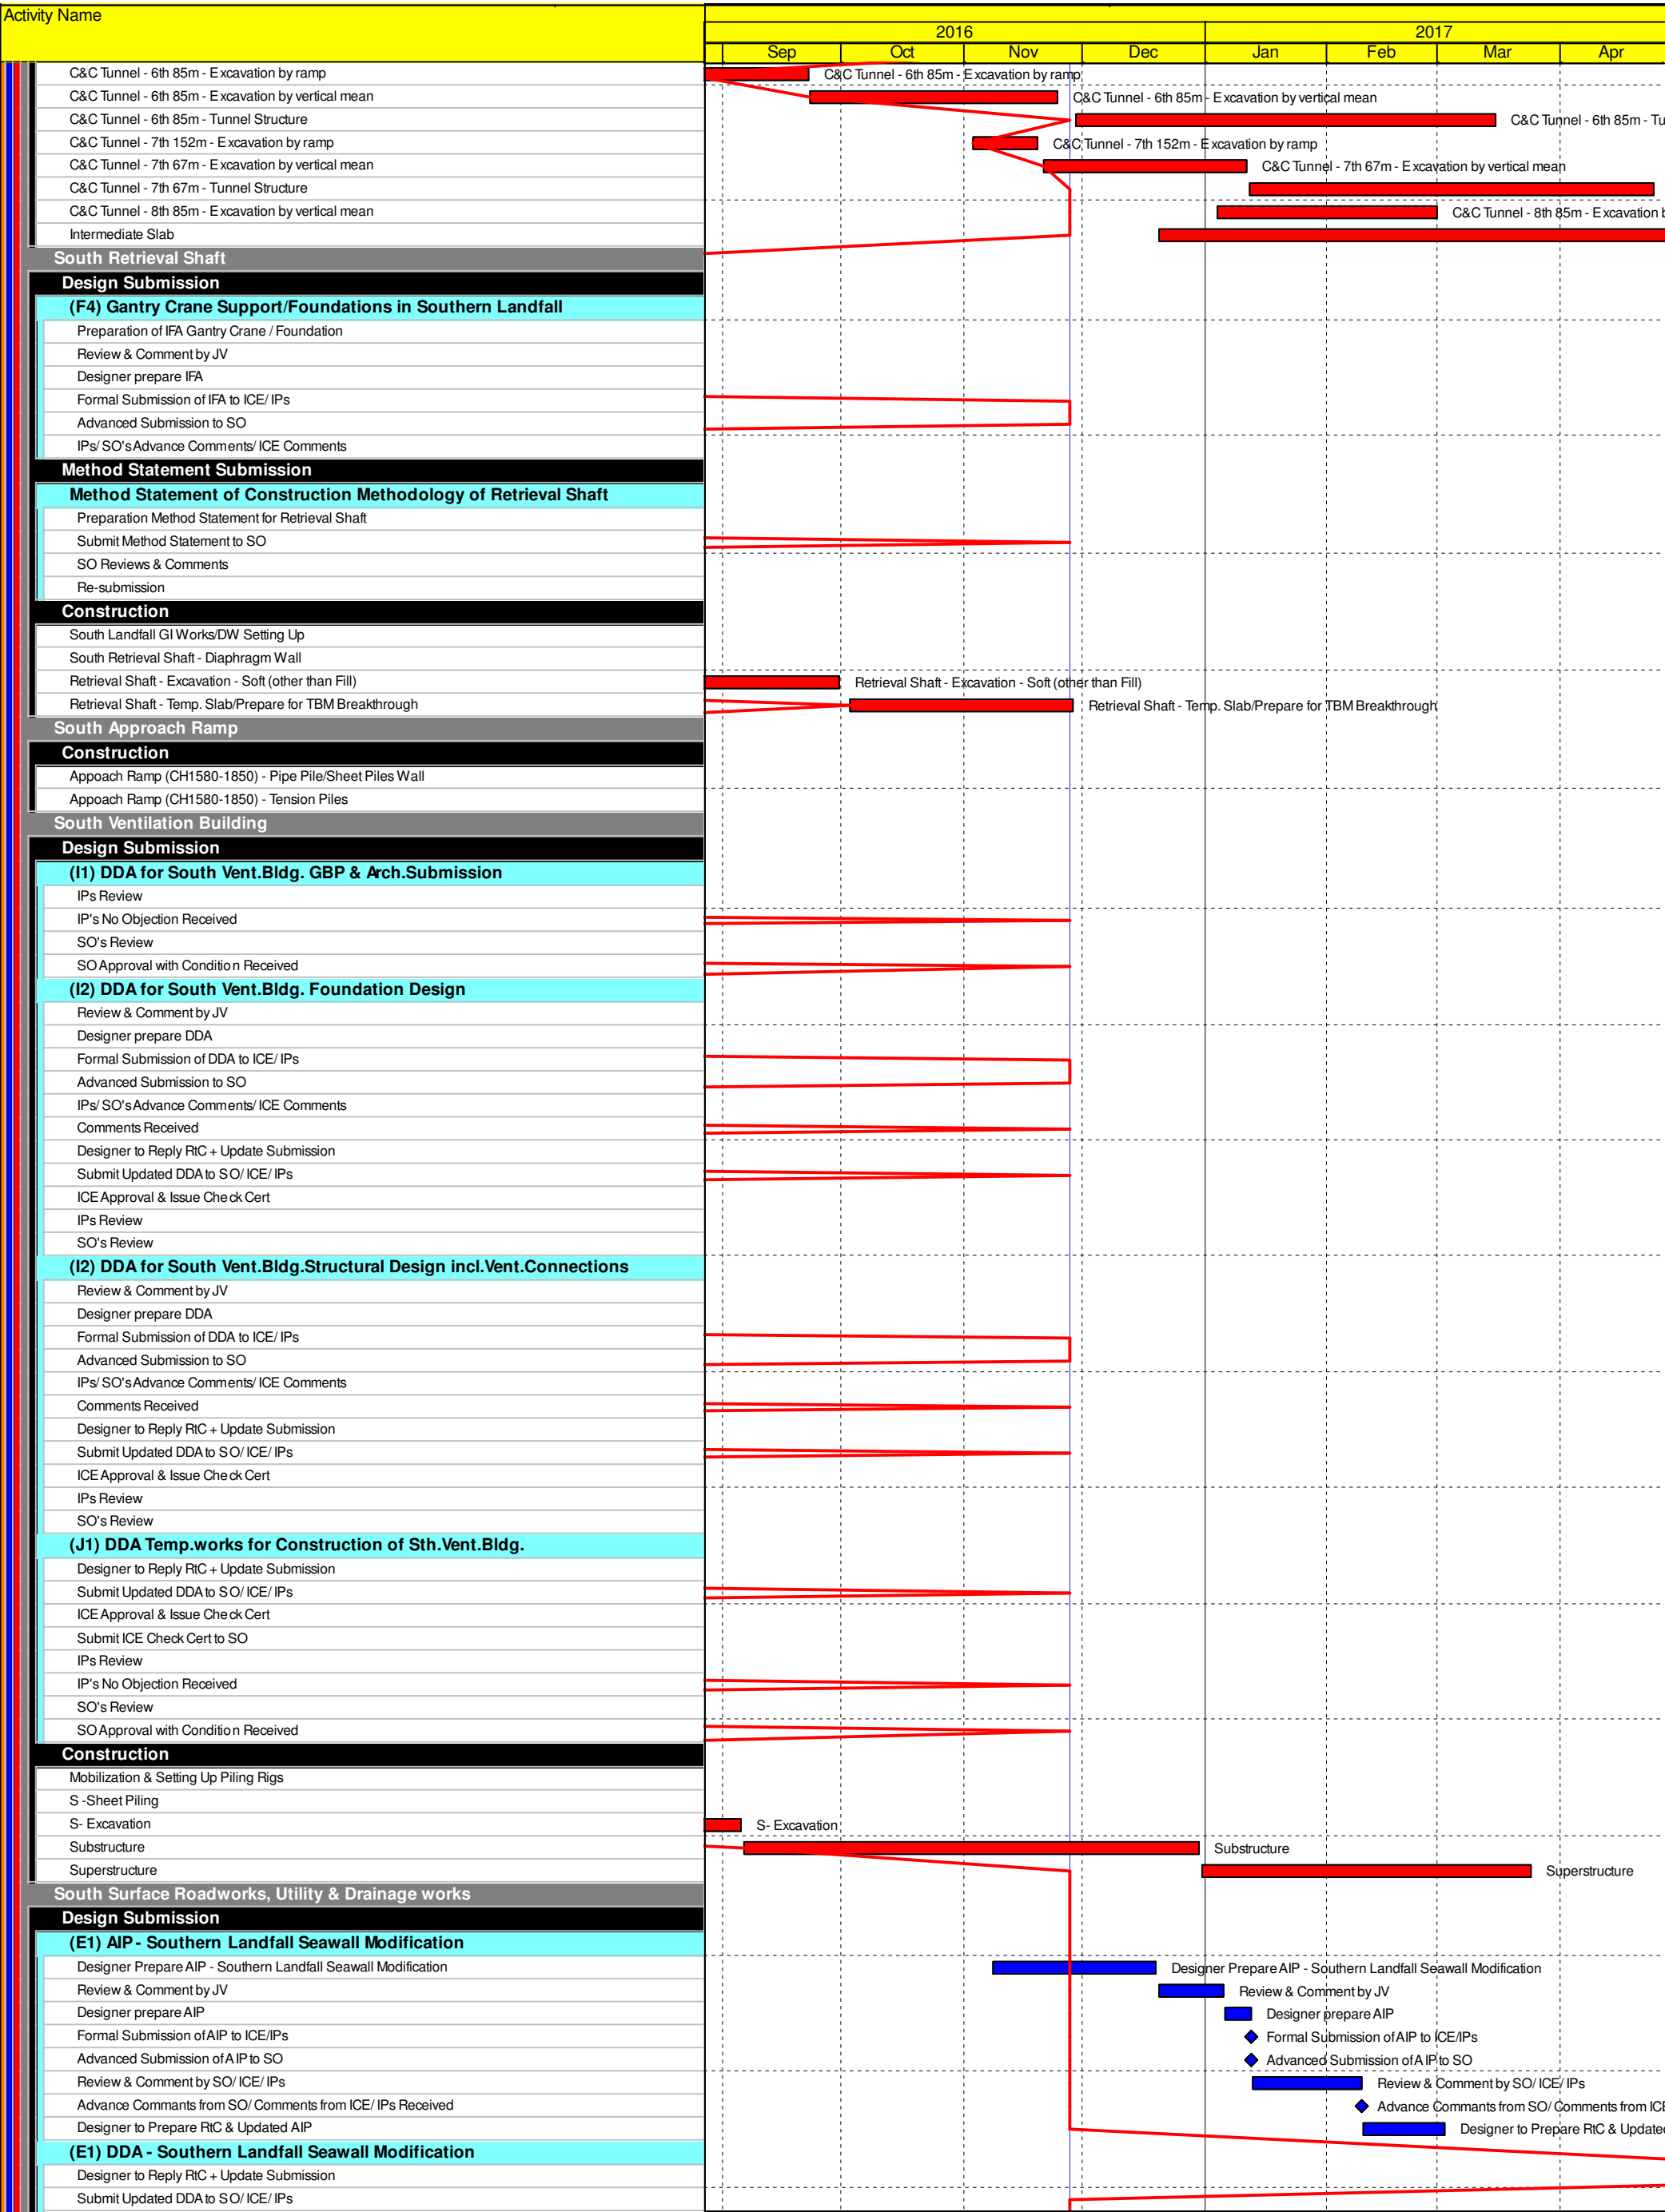 Activity Name
2016 2017
Sep Oct Nov Dec Jan Feb Mar Apr
C&C Tunnel - 6th 85m - Excavation by ramp C&C Tunnel - 6th 85m - Excavation by ramp
C&C Tunnel - 6th 85m - Excavation by vertical mean C&C Tunnel - 6th 85m - Excavation by vertical mean
C&C Tunnel - 6th 85m - Tunnel Structure C&C Tunnel - 6th 85m - Tu
C&C Tunnel - 7th 152m - Excavation by ramp C&C Tunnel - 7th 152m - Excavation by ramp
C&C Tunnel - 7th 67m - Excavation by vertical mean C&C Tunnel - 7th 67m - Excavation by vertical mean
C&C Tunnel - 7th 67m - Tunnel Structure
C&C Tunnel - 8th 85m - Excavation by vertical mean C&C Tunnel - 8th 85m - Excavation b
Intermediate Slab
South Retrieval Shaft
Design Submission
(F4) Gantry Crane Support/Foundations in Southern Landfall
Preparation of IFA Gantry Crane / Foundation
Review & Comment by JV
Designer prepare IFA
Formal Submission of IFA to ICE/ IPs
Advanced Submission to SO
IPs/ SO's Advance Comments/ ICE Comments
Method Statement Submission
Method Statement of Construction Methodology of Retrieval Shaft
Preparation Method Statement for Retrieval Shaft
Submit Method Statement to SO
SO Reviews & Comments
Re-submission
Construction
South Landfall GI Works/DW Setting Up
South Retrieval Shaft - Diaphragm Wall
Retrieval Shaft - Excavation - Soft (other than Fill) Retrieval Shaft - Excavation - Soft (other than Fill)
Retrieval Shaft - Temp. Slab/Prepare for TBM Breakthrough Retrieval Shaft - Temp. Slab/Prepare for TBM Breakthrough
South Approach Ramp
Construction
Appoach Ramp (CH1580-1850) - Pipe Pile/Sheet Piles Wall
Appoach Ramp (CH1580-1850) - Tension Piles
South Ventilation Building
Design Submission
(I1) DDA for South Vent.Bldg. GBP & Arch.Submission
IPs Review
IP's No Objection Received
SO's Review
SO Approval with Condition Received
(I2) DDA for South Vent.Bldg. Foundation Design
Review & Comment by JV
Designer prepare DDA
Formal Submission of DDA to ICE/ IPs
Advanced Submission to SO
IPs/ SO's Advance Comments/ ICE Comments
Comments Received
Designer to Reply RtC + Update Submission
Submit Updated DDA to SO/ ICE/ IPs
ICE Approval & Issue Check Cert
IPs Review
SO's Review
(I2) DDA for South Vent.Bldg.Structural Design incl.Vent.Connections
Review & Comment by JV
Designer prepare DDA
Formal Submission of DDA to ICE/ IPs
Advanced Submission to SO
IPs/ SO's Advance Comments/ ICE Comments
Comments Received
Designer to Reply RtC + Update Submission
Submit Updated DDA to SO/ ICE/ IPs
ICE Approval & Issue Check Cert
IPs Review
SO's Review
(J1) DDA Temp.works for Construction of Sth.Vent.Bldg.
Designer to Reply RtC + Update Submission
Submit Updated DDA to SO/ ICE/ IPs
ICE Approval & Issue Check Cert
Submit ICE Check Cert to SO
IPs Review
IP's No Objection Received
SO's Review
SO Approval with Condition Received
Construction
Mobilization & Setting Up Piling Rigs
S -Sheet Piling
S- Excavation S- Excavation
Substructure Substructure
Superstructure Superstructure
South Surface Roadworks, Utility & Drainage works
Design Submission
(E1) AIP - Southern Landfall Seawall Modification
Designer Prepare AIP - Southern Landfall Seawall Modification Designer Prepare AIP - Southern Landfall Seawall Modification
Review & Comment by JV Review & Comment by JV
Designer prepare AIP Designer prepare AIP
Formal Submission of AIP to ICE/IPs Formal Submission of AIP to ICE/IPs
Advanced Submission of AIP to SO Advanced Submission of AIP to SO
Review & Comment by SO/ ICE/ IPs Review & Comment by SO/ ICE/ IPs
Advance Commants from SO/ Comments from ICE/ IPs Received Advance Commants from SO/ Comments from ICE
Designer to Prepare RtC & Updated AIP Designer to Prepare RtC & Updated
(E1) DDA - Southern Landfall Seawall Modification
Designer to Reply RtC + Update Submission
Submit Updated DDA to SO/ ICE/ IPs